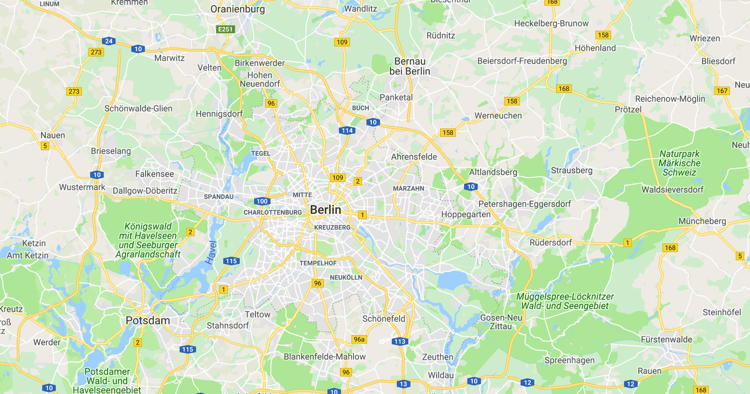 LINUM
Kremmen
Oranienburg
Wandlitz
Biesenthal
168
Heckelberg-Brunow
E251
Rüdnitz
158
Wriezen
24
10
109
Höhenland
273
Marwitz
Birkenwerder
Bernau
bei Berlin
Beiersdorf-Freudenberg
Bliesdorf
Velten
Hohen
Neuendorf
273
96
Panketal
158
168
167
Reichenow-Möglin
Schönwalde-Glien
BUCH
Prötzel
Hennigsdorf
10
Werneuchen
114
158
Nauen
5
Brieselang
TEGEL
Ahrensfelde
Naturpark
Märkische
Schweiz
10
Falkensee
109
2
Altlandsberg
Strausberg
Wustermark
Dallgow-Döberitz
SPANDAU
MITTE
MARZAHN
10
Waldsieversdorf
100
Petershagen-Eggersdorf
CHARLOTTENBURG
Berlin
1
Hoppegarten
Müncheberg
Königswald
mit Havelseen
und Seeburger
Agrarlandschaft
2
KREUZBERG
Ketzin
Amt Ketzin
Havel
Rüdersdorf
1
168
5
115
TEMPELHOF
NEUKÖLLN
1
96
Müggelspree-Löcknitzer
Wald- und Seengebiet
Kreutz
Potsdam
Teltow
Stahnsdorf
Schönefeld
Gosen-Neu
Zittau
Steinhöfel
Werder
2
96a
113
Fürstenwalde
115
Blankenfelde-Mahlow
Zeuthen
Spreenhagen
Potsdamer
Wald- und
Havelseengebiet
96
Wildau
Rauen
10
10
13
10
12
12
168